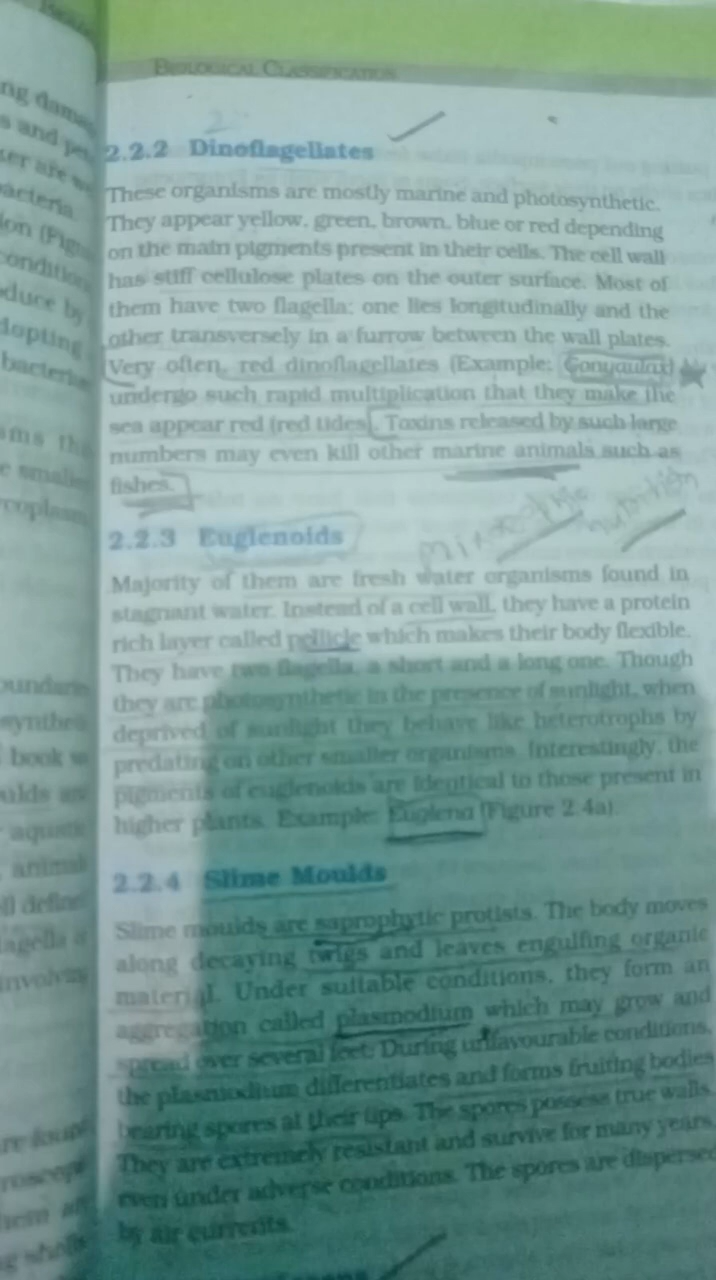 BIOLOGICAL CLASSIFICATION
2.2.2 Dinoflagellates
These organisms are mostly marine and photosynthetic.
They appear yellow, green, brown, blue or red depending
on the main pigments present in their cells. The cell wall
has stiff cellulose plates on the outer surface. Most of
them have two flagella; one lies longitudinally and the
other transversely in a furrow between the wall plates.
Very often, red dinoflagellates (Example: Gonyaulax)
undergo such rapid multiplication that they make the
sea appear red (red tides). Toxins released by such large
numbers may even kill other marine animals such as
fishes.
2.2.3 Euglenoids
Majority of them are fresh water organisms found in
stagnant water. Instead of a cell wall, they have a protein
rich layer called pellicle which makes their body flexible.
They have two flagella, a short and a long one. Though
they are photosynthetic in the presence of sunlight, when
deprived of sunlight they behave like heterotrophs by
predating on other smaller organisms. Interestingly, the
pigments of euglenoids are identical to those present in
higher plants. Example: Euglena (Figure 2.4a).
2.2.4 Slime Moulds
Slime moulds are saprophytic protists. The body moves
along decaying twigs and leaves engulfing organic
material. Under suitable conditions, they form an
aggregation called plasmodium which may grow and
spread over several feet. During unfavourable conditions,
the plasmodium differentiates and forms fruiting bodies
bearing spores at their tips. The spores possess true walls.
They are extremely resistant and survive for many years,
even under adverse conditions. The spores are dispersed
by air currents.